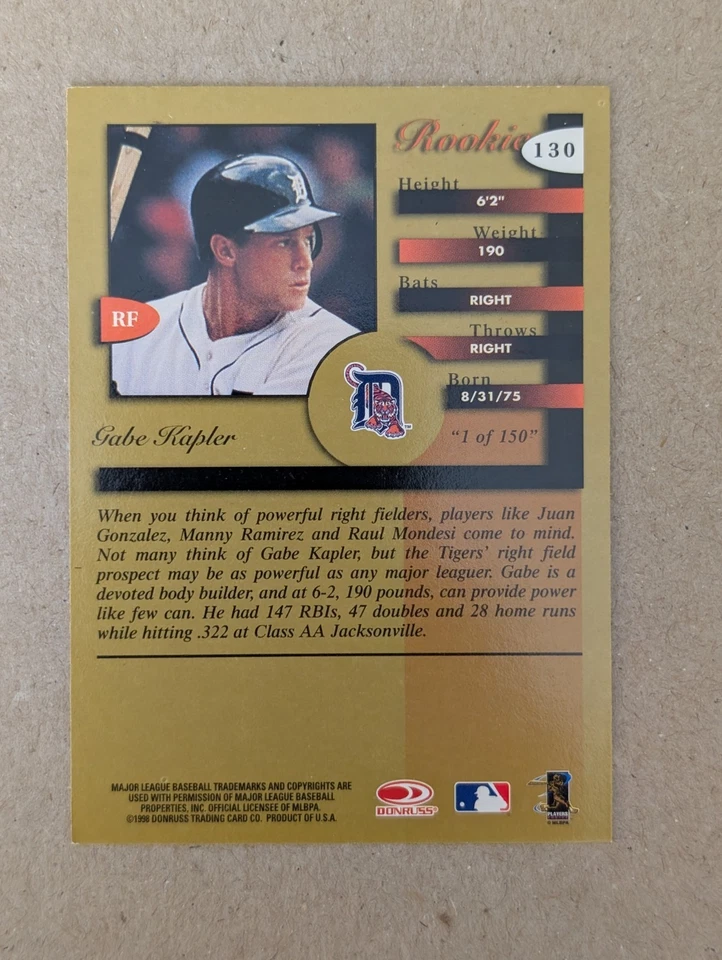 Rookie
130
Height
6'2"
Weight
190
Bats
RIGHT
Throws
RIGHT
Born
8/31/75
RF
D
Gabe Kapler
"1 of 150"
When you think of powerful right fielders, players like Juan
Gonzalez, Manny Ramirez and Raul Mondesi come to mind.
Not many think of Gabe Kapler, but the Tigers' right field
prospect may be as powerful as any major leaguer. Gabe is a
devoted body builder, and at 6-2, 190 pounds, can provide power
like few can. He had 147 RBIs, 47 doubles and 28 home runs
while hitting .322 at Class AA Jacksonville.
MAJOR LEAGUE BASEBALL TRADEMARKS AND COPYRIGHTS ARE
USED WITH PERMISSION OF MAJOR LEAGUE BASEBALL
PROPERTIES, INC. OFFICIAL LICENSEE OF MLBPA.
©1998 DONRUSS TRADING CARD CO. PRODUCT OF U.S.A.
DONRUSS
PLAYERS